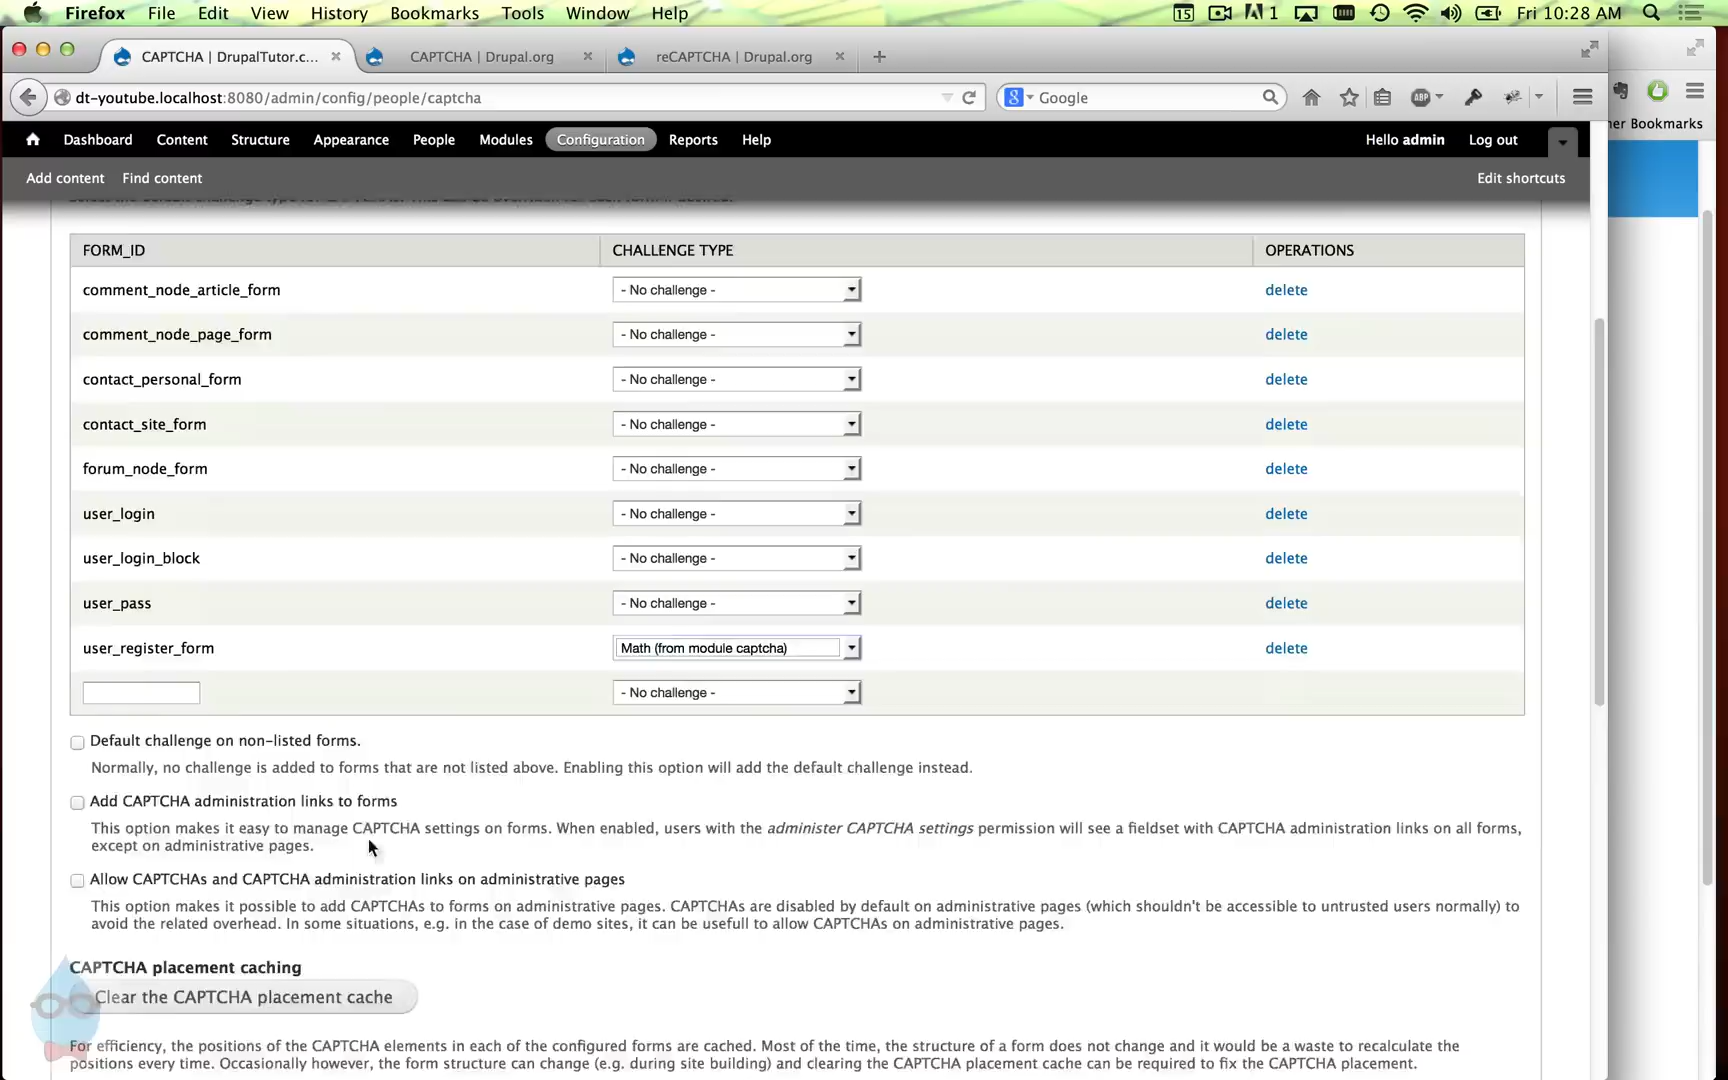 Firefox File Edit View History Bookmarks Tools Window Help 15 1 Fri 10:28 AM
CAPTCHA | DrupalTutor.c... CAPTCHA | Drupal.org reCAPTCHA | Drupal.org
dt-youtube.localhost:8080/admin/config/people/captcha Google ABP
Bookmarks
Dashboard Content Structure Appearance People Modules Configuration Reports Help Hello admin Log out
Add content Find content Edit shortcuts
FORM_ID CHALLENGE TYPE OPERATIONS
comment_node_article_form - No challenge - delete
comment_node_page_form - No challenge - delete
contact_personal_form - No challenge - delete
contact_site_form - No challenge - delete
forum_node_form - No challenge - delete
user_login - No challenge - delete
user_login_block - No challenge - delete
user_pass - No challenge - delete
user_register_form Math (from module captcha) delete
- No challenge -
Default challenge on non-listed forms.
Normally, no challenge is added to forms that are not listed above. Enabling this option will add the default challenge instead.
Add CAPTCHA administration links to forms
This option makes it easy to manage CAPTCHA settings on forms. When enabled, users with the administer CAPTCHA settings permission will see a fieldset with CAPTCHA administration links on all forms,
except on administrative pages.
Allow CAPTCHAs and CAPTCHA administration links on administrative pages
This option makes it possible to add CAPTCHAs to forms on administrative pages. CAPTCHAs are disabled by default on administrative pages (which shouldn't be accessible to untrusted users normally) to
avoid the related overhead. In some situations, e.g. in the case of demo sites, it can be usefull to allow CAPTCHAs on administrative pages.
CAPTCHA placement caching
Clear the CAPTCHA placement cache
For efficiency, the positions of the CAPTCHA elements in each of the configured forms are cached. Most of the time, the structure of a form does not change and it would be a waste to recalculate the
positions every time. Occasionally however, the form structure can change (e.g. during site building) and clearing the CAPTCHA placement cache can be required to fix the CAPTCHA placement.